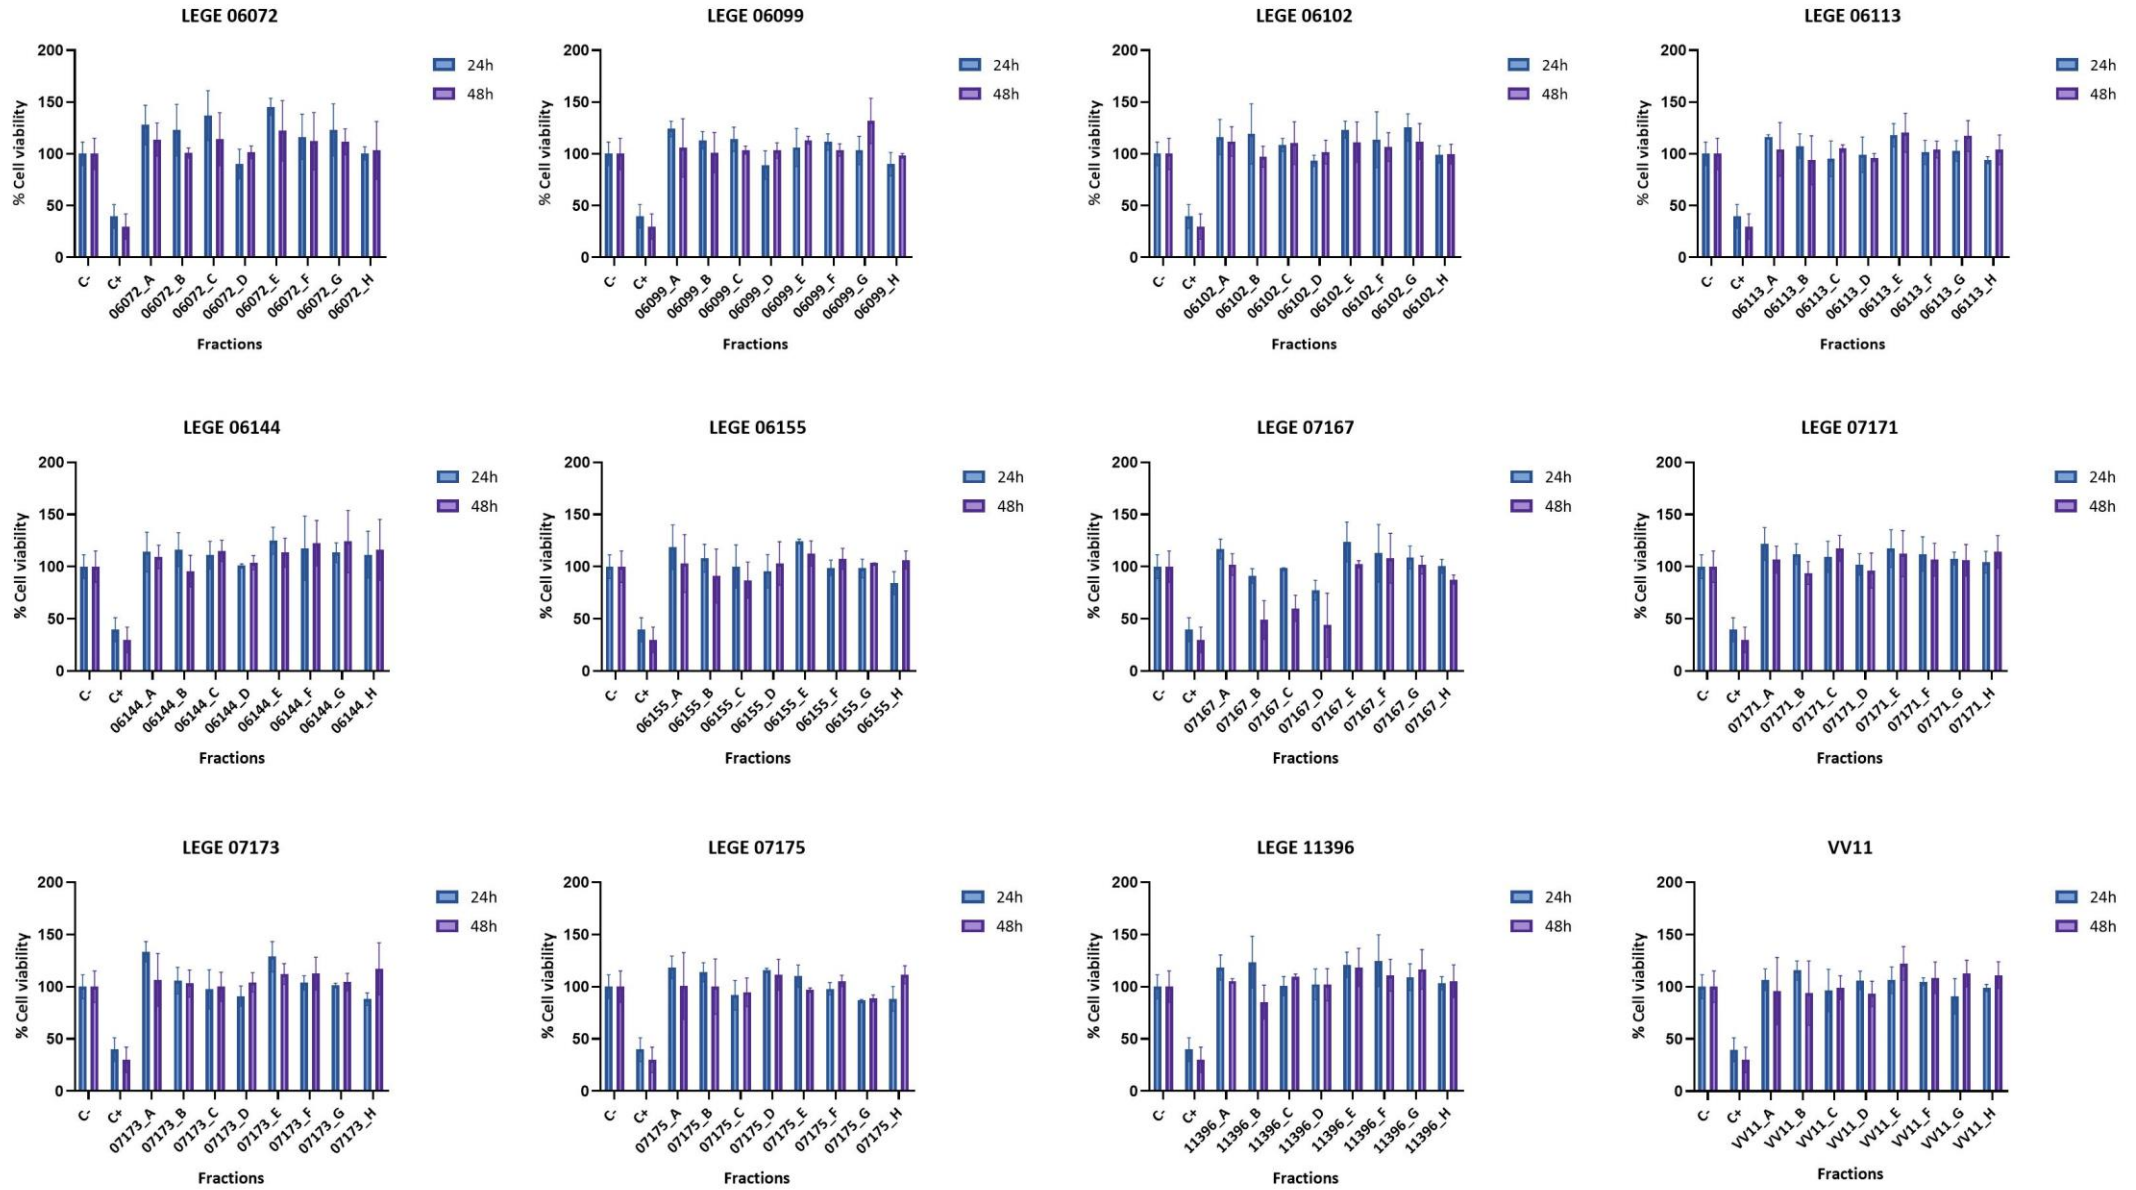 LEGE 06072
200
150
100
50
0
% Cell viability
24h
48h
C-
C+
06072_A
06072_B
06072_C
06072_D
06072_E
06072_F
06072_G
06072_H
Fractions
LEGE 06099
200
150
100
50
0
% Cell viability
24h
48h
C-
C+
06099_A
06099_B
06099_C
06099_D
06099_E
06099_F
06099_G
06099_H
Fractions
LEGE 06102
200
150
100
50
0
% Cell viability
24h
48h
C-
C+
06102_A
06102_B
06102_C
06102_D
06102_E
06102_F
06102_G
06102_H
Fractions
LEGE 06113
200
150
100
50
0
% Cell viability
24h
48h
C-
C+
06113_A
06113_B
06113_C
06113_D
06113_E
06113_F
06113_G
06113_H
Fractions
LEGE 06144
200
150
100
50
0
% Cell viability
24h
48h
C-
C+
06144_A
06144_B
06144_C
06144_D
06144_E
06144_F
06144_G
06144_H
Fractions
LEGE 06155
200
150
100
50
0
% Cell viability
24h
48h
C-
C+
06155_A
06155_B
06155_C
06155_D
06155_E
06155_F
06155_G
06155_H
Fractions
LEGE 07167
200
150
100
50
0
% Cell viability
24h
48h
C-
C+
07167_A
07167_B
07167_C
07167_D
07167_E
07167_F
07167_G
07167_H
Fractions
LEGE 07171
200
150
100
50
0
% Cell viability
24h
48h
C-
C+
07171_A
07171_B
07171_C
07171_D
07171_E
07171_F
07171_G
07171_H
Fractions
LEGE 07173
200
150
100
50
0
% Cell viability
24h
48h
C-
C+
07173_A
07173_B
07173_C
07173_D
07173_E
07173_F
07173_G
07173_H
Fractions
LEGE 07175
200
150
100
50
0
% Cell viability
24h
48h
C-
C+
07175_A
07175_B
07175_C
07175_D
07175_E
07175_F
07175_G
07175_H
Fractions
LEGE 11396
200
150
100
50
0
% Cell viability
24h
48h
C-
C+
11396_A
11396_B
11396_C
11396_D
11396_E
11396_F
11396_G
11396_H
Fractions
VV11
200
150
100
50
0
% Cell viability
24h
48h
C-
C+
VV11_A
VV11_B
VV11_C
VV11_D
VV11_E
VV11_F
VV11_G
VV11_H
Fractions